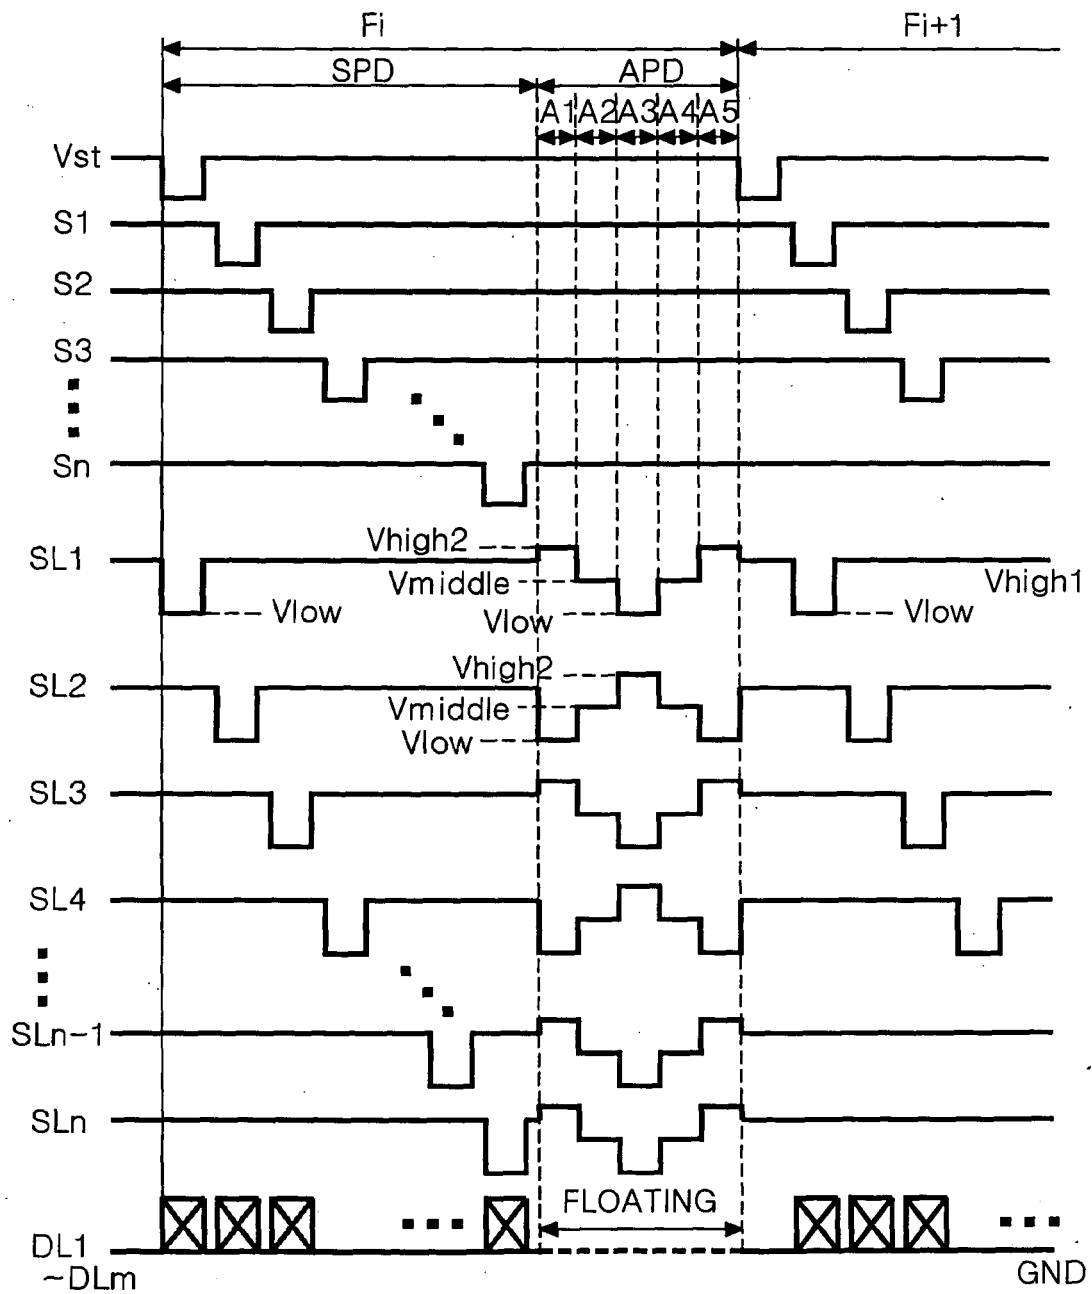 Fi Fi+1
SPD APD
A1 A2 A3 A4 A5
Vst
S1
S2
S3
Sn
Vhigh2
SL1
Vmiddle Vhigh1
Vlow Vlow Vlow
Vhigh2
SL2
Vmiddle
Vlow
SL3
SL4
SLn-1
SLn
FLOATING
DL1
~DLm GND